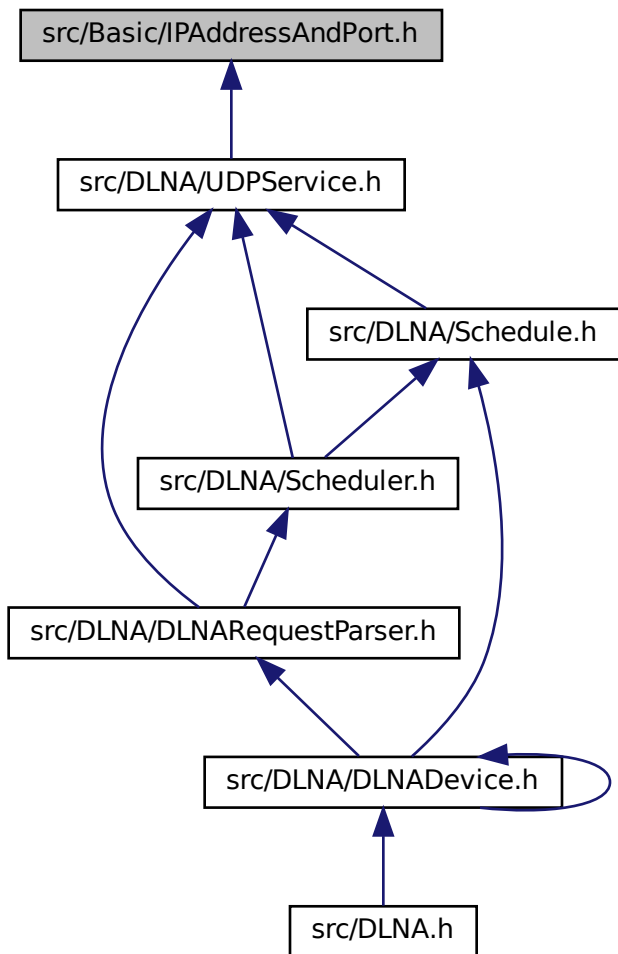 src/Basic/IPAddressAndPort.h
src/DLNA/UDPService.h
src/DLNA/Schedule.h
src/DLNA/Scheduler.h
src/DLNA/DLNARequestParser.h
src/DLNA/DLNADevice.h
src/DLNA.h